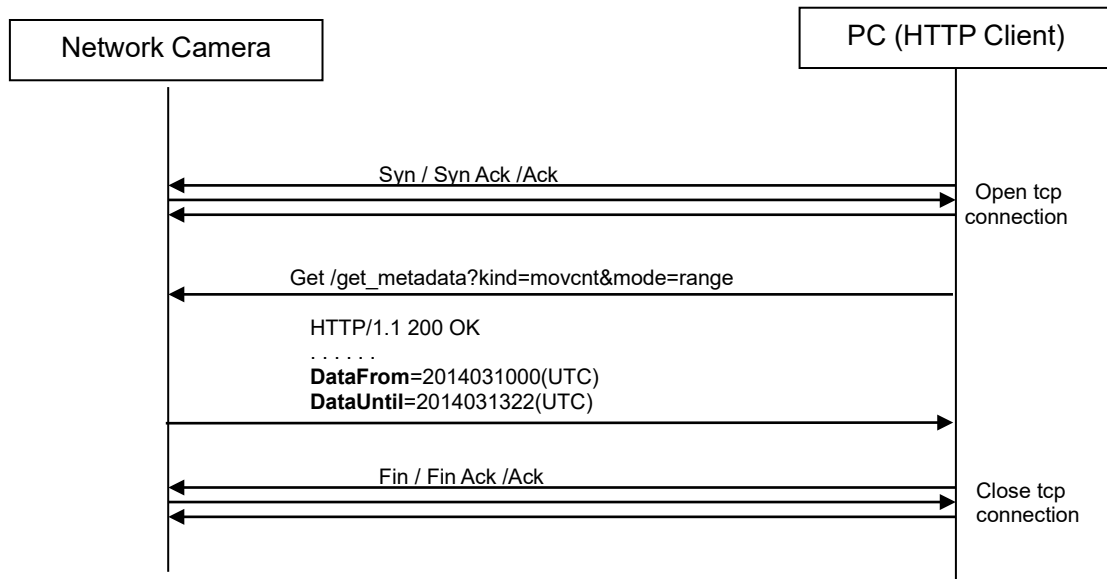 Network Camera
PC (HTTP Client)
Syn / Syn Ack /Ack
Open tcp
connection
Get /get_metadata?kind=movcnt&mode=range
HTTP/1.1 200 OK
. . . . . .
DataFrom=2014031000(UTC)
DataUntil=2014031322(UTC)
Fin / Fin Ack /Ack
Close tcp
connection